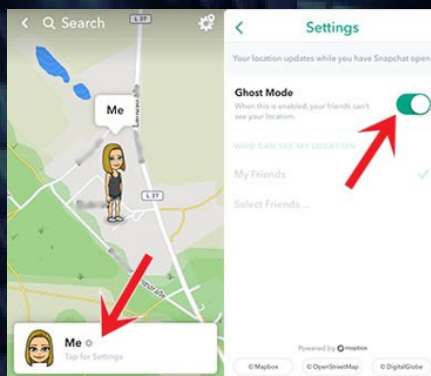 Search
L 37
Me
L 37
Me
Tap for Settings
Settings
Your location updates while you have Snapchat open.
Ghost Mode
When this is enabled, your friends can't
see your location.
WHO CAN SEE MY LOCATION
My Friends
Select Friends...
Powered by mapbox
© Mapbox
© OpenStreetMap
© DigitalGlobe